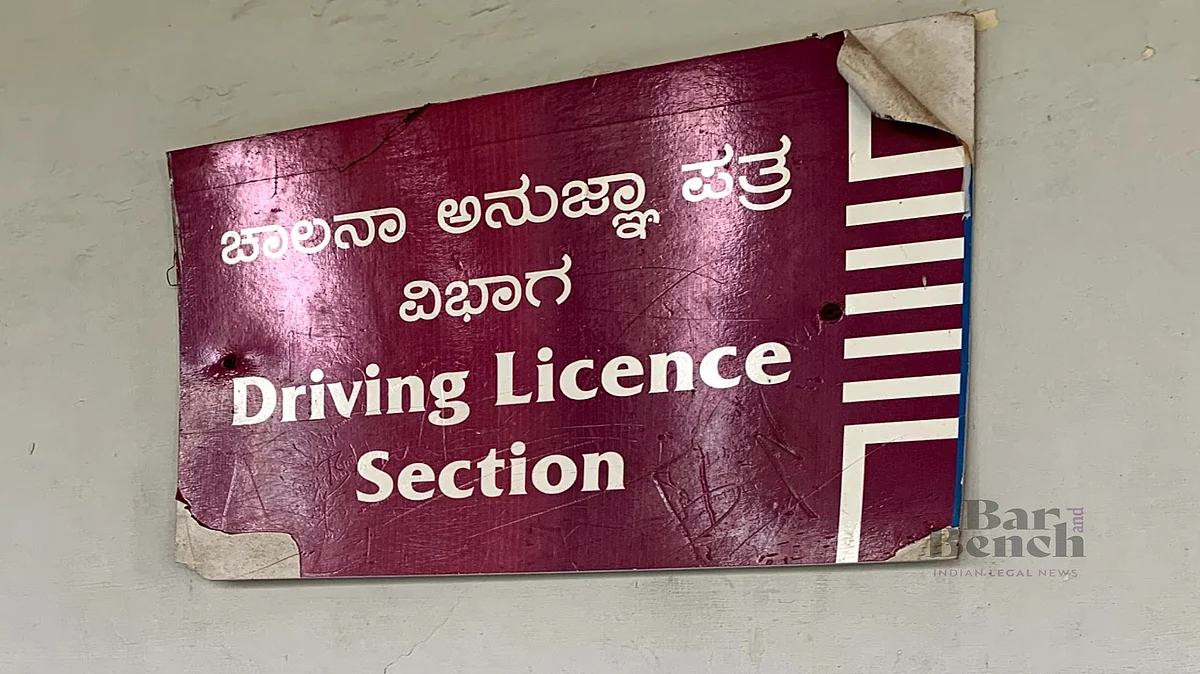 ಚಾಲನಾ ಅನುಜ್ಞಾ ಪತ್ರ
ವಿಭಾಗ
Driving Licence
Section
Bar and
Bench
INDIAN LEGAL NEWS